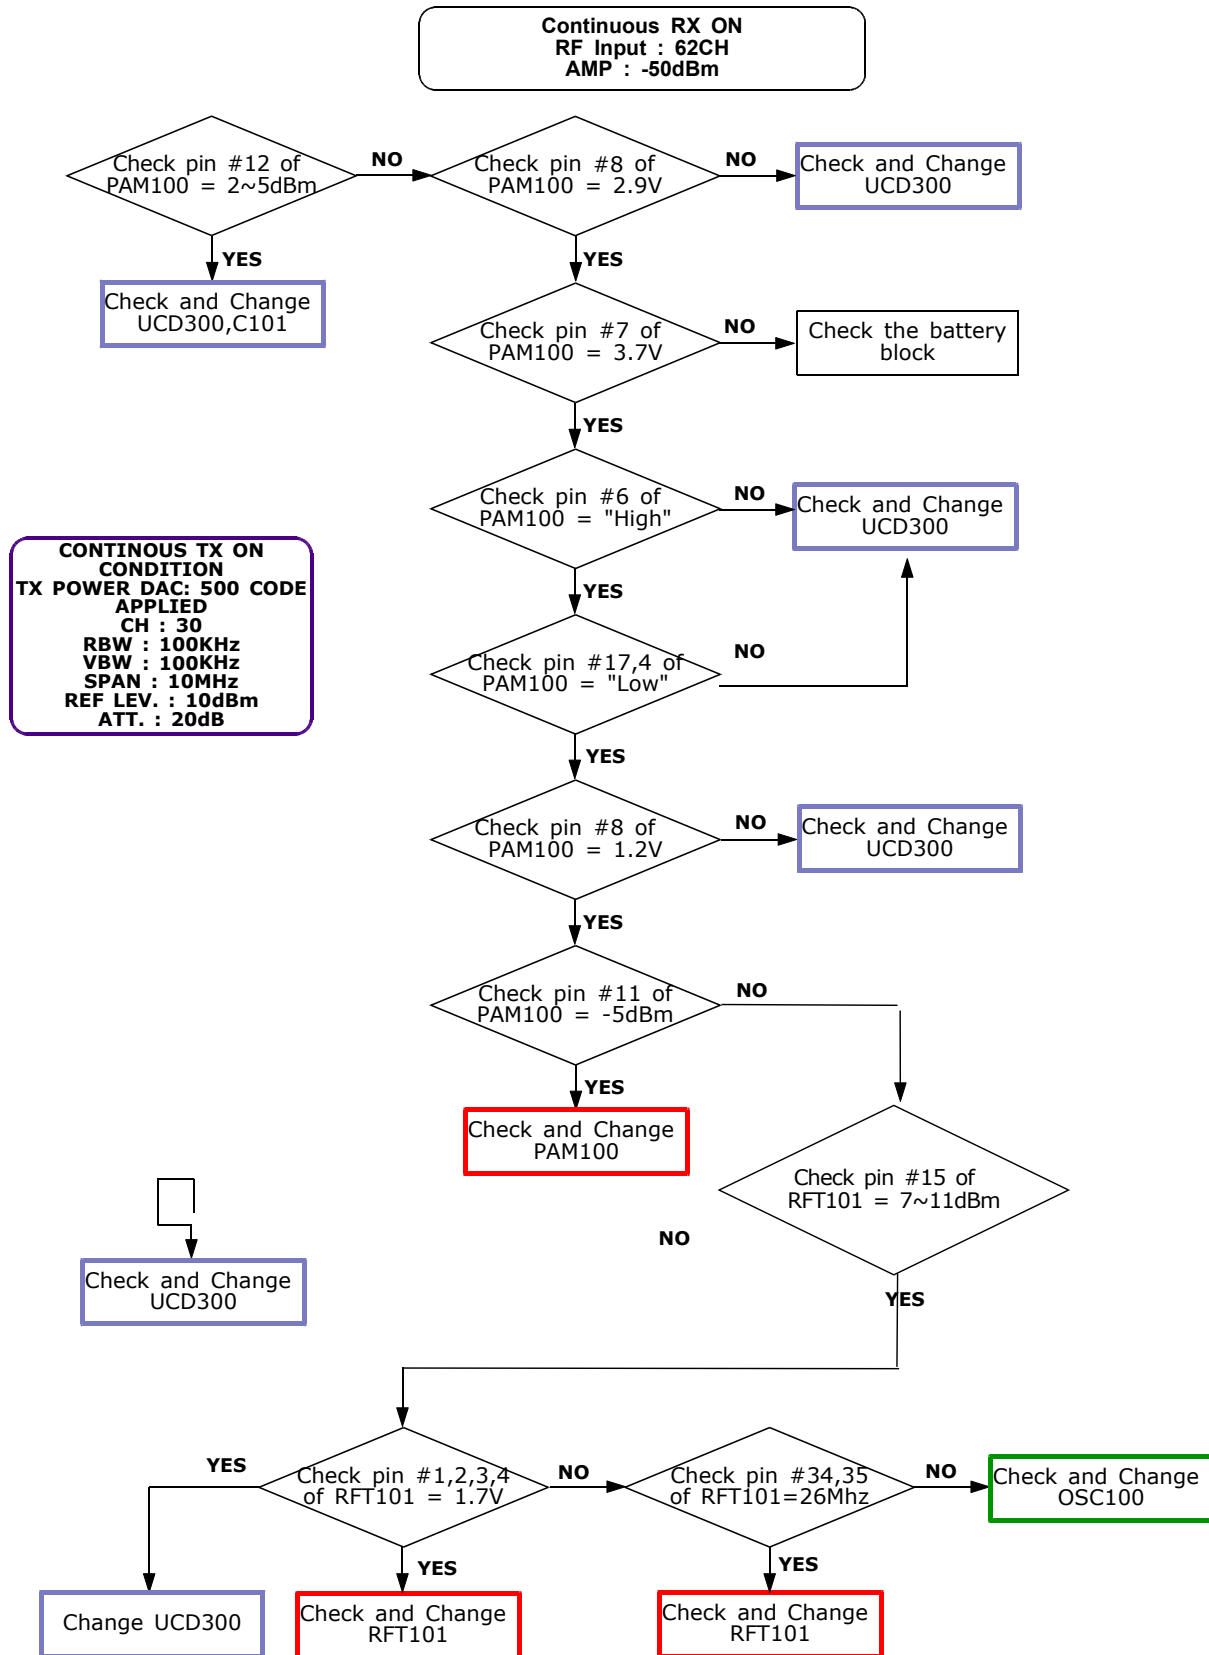 Continuous RX ON
RF Input : 62CH
AMP : -50dBm
Check pin #12 of
PAM100 = 2~5dBm
NO
Check pin #8 of
PAM100 = 2.9V
NO
Check and Change
UCD300
YES
YES
Check and Change
UCD300,C101
Check pin #7 of
PAM100 = 3.7V
NO
Check the battery
block
YES
Check pin #6 of
PAM100 = "High"
NO
Check and Change
UCD300
CONTINOUS TX ON
CONDITION
TX POWER DAC: 500 CODE
APPLIED
CH : 30
RBW : 100KHz
VBW : 100KHz
SPAN : 10MHz
REF LEV. : 10dBm
ATT. : 20dB
YES
Check pin #17,4 of
PAM100 = "Low"
NO
YES
Check pin #8 of
PAM100 = 1.2V
NO
Check and Change
UCD300
YES
Check pin #11 of
PAM100 = -5dBm
NO
YES
Check and Change
PAM100
Check pin #15 of
RFT101 = 7~11dBm
NO
Check and Change
UCD300
YES
YES
Check pin #1,2,3,4
of RFT101 = 1.7V
NO
Check pin #34,35
of RFT101=26Mhz
NO
Check and Change
OSC100
YES
YES
Change UCD300
Check and Change
RFT101
Check and Change
RFT101